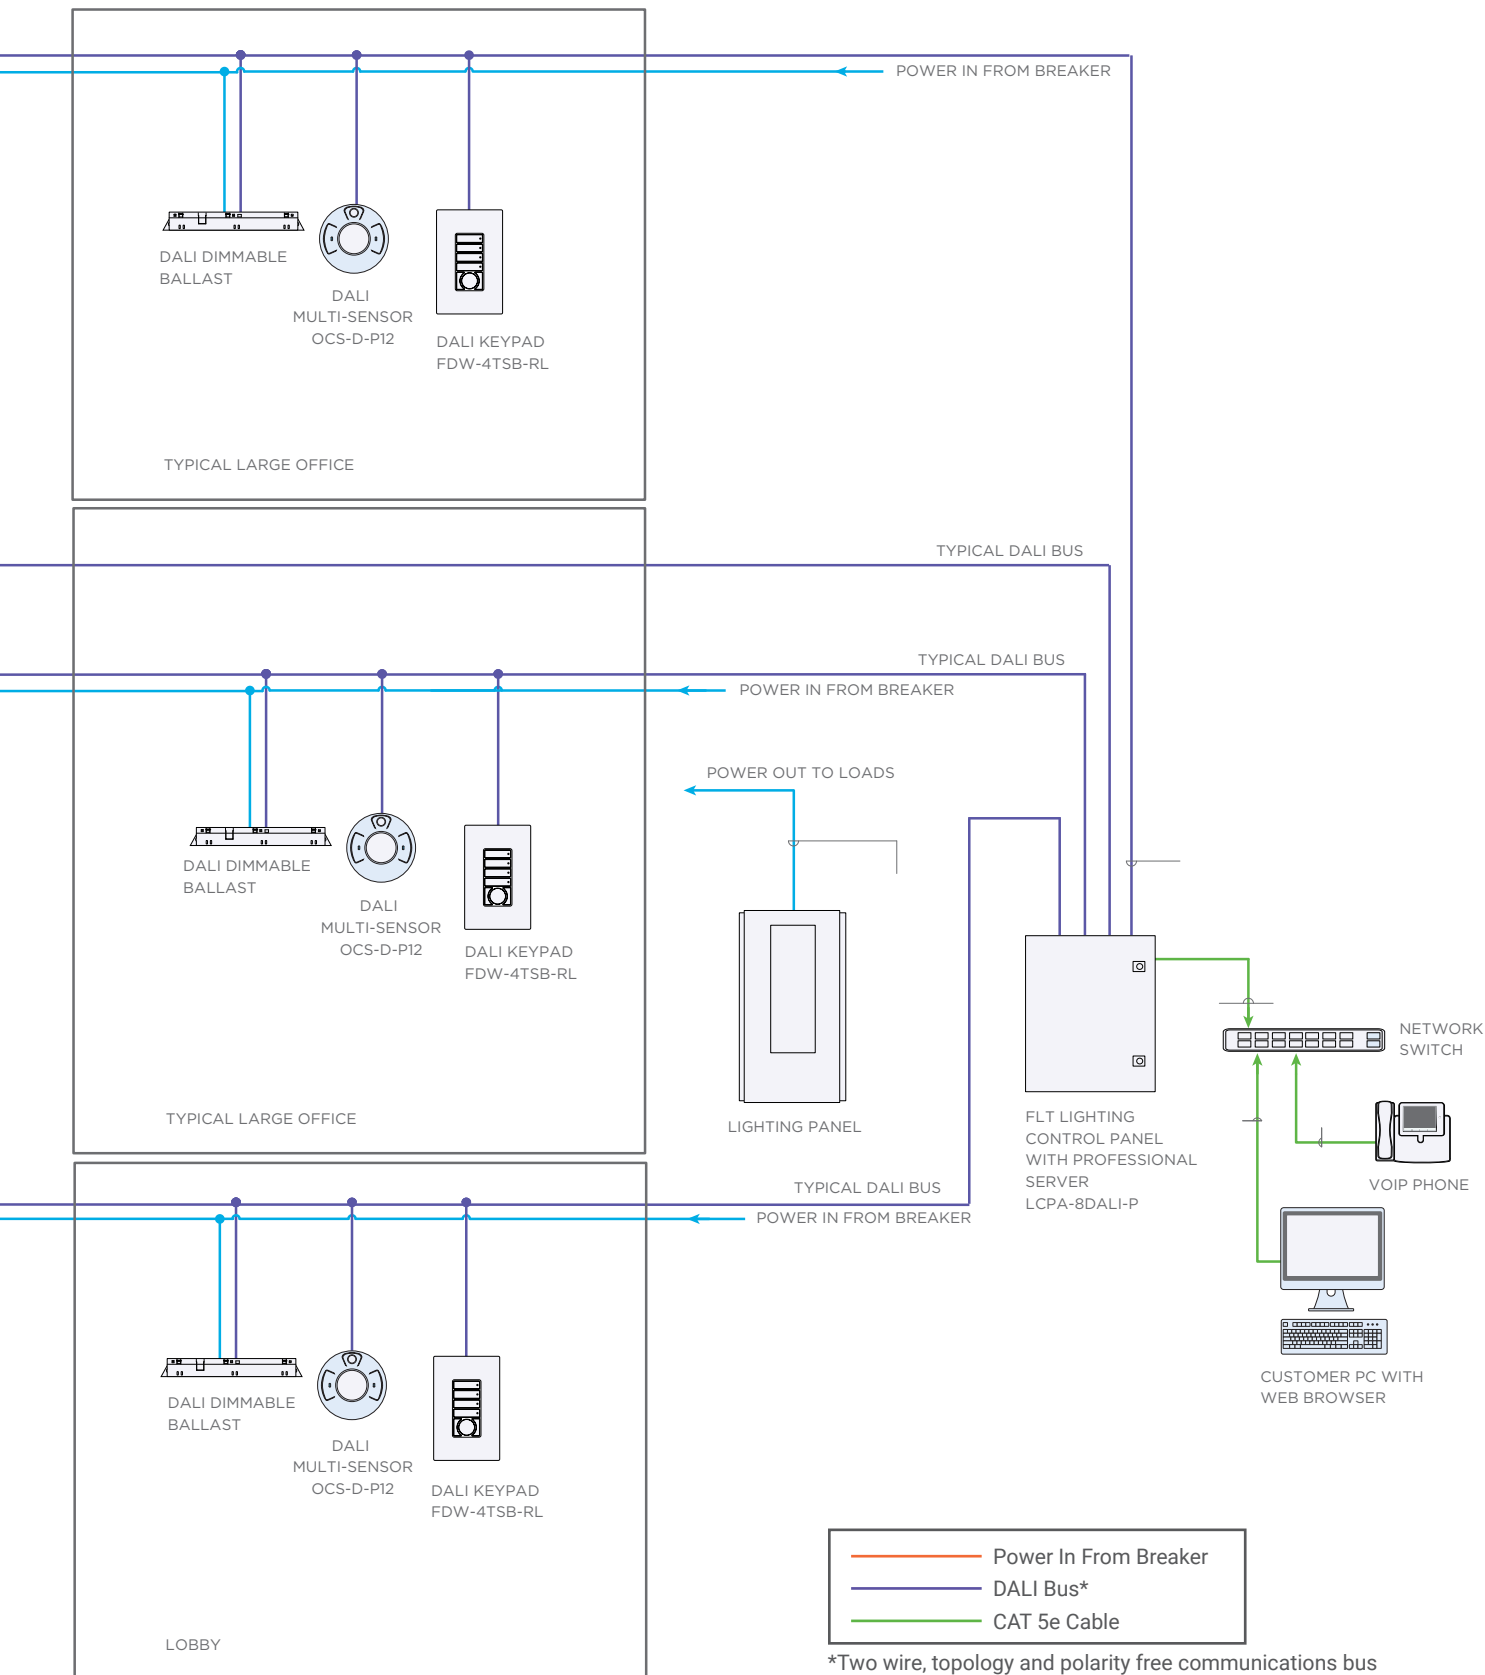 POWER IN FROM BREAKER
DALI DIMMABLE
BALLAST
DALI
MULTI-SENSOR
OCS-D-P12
DALI KEYPAD
FDW-4TSB-RL
TYPICAL LARGE OFFICE
TYPICAL DALI BUS
TYPICAL DALI BUS
POWER IN FROM BREAKER
POWER OUT TO LOADS
DALI DIMMABLE
BALLAST
DALI
MULTI-SENSOR
OCS-D-P12
DALI KEYPAD
FDW-4TSB-RL
TYPICAL LARGE OFFICE
LIGHTING PANEL
FLT LIGHTING
CONTROL PANEL
WITH PROFESSIONAL
SERVER
LCPA-8DALI-P
NETWORK
SWITCH
VOIP PHONE
CUSTOMER PC WITH
WEB BROWSER
TYPICAL DALI BUS
POWER IN FROM BREAKER
DALI DIMMABLE
BALLAST
DALI
MULTI-SENSOR
OCS-D-P12
DALI KEYPAD
FDW-4TSB-RL
LOBBY
Power In From Breaker
DALI Bus*
CAT 5e Cable
*Two wire, topology and polarity free communications bus